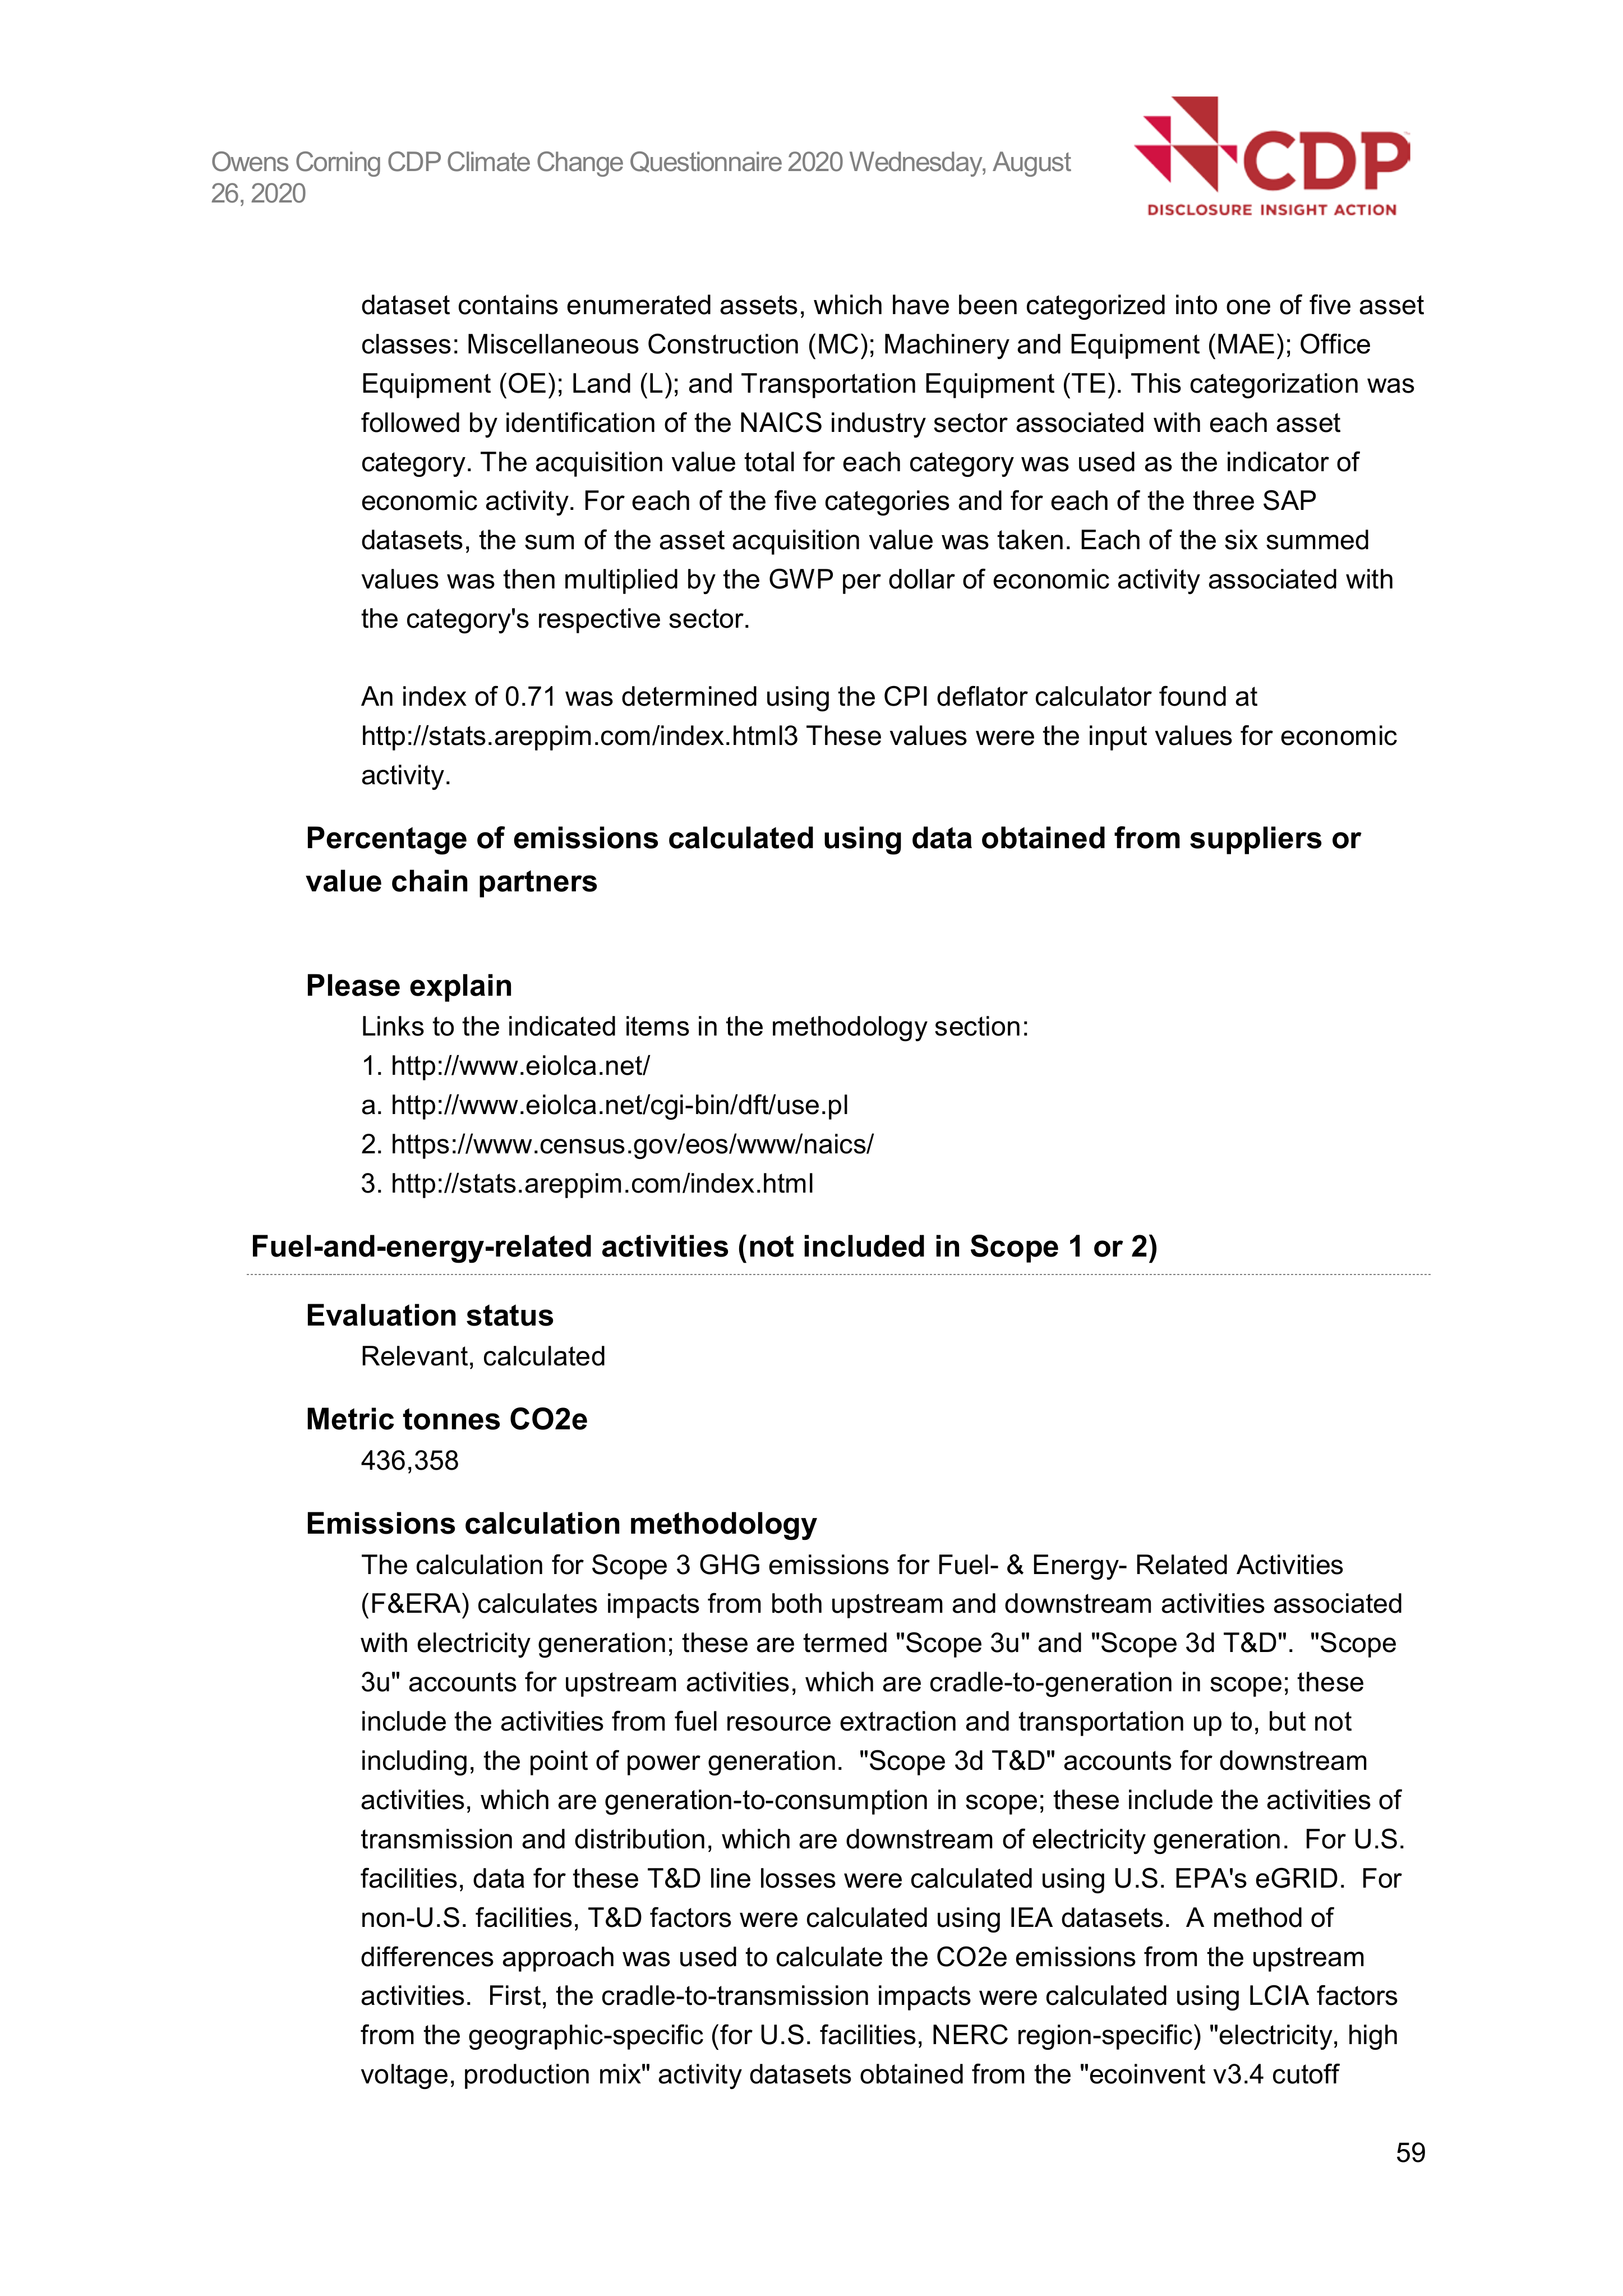 Owens Corning CDP Climate Change Questionnaire 2020 Wednesday, August
26, 2020
CDP
DISCLOSURE INSIGHT ACTION
dataset contains enumerated assets, which have been categorized into one of five asset
classes: Miscellaneous Construction (MC); Machinery and Equipment (MAE); Office
Equipment (OE); Land (L); and Transportation Equipment (TE). This categorization was
followed by identification of the NAICS industry sector associated with each asset
category. The acquisition value total for each category was used as the indicator of
economic activity. For each of the five categories and for each of the three SAP
datasets, the sum of the asset acquisition value was taken. Each of the six summed
values was then multiplied by the GWP per dollar of economic activity associated with
the category's respective sector.
An index of 0.71 was determined using the CPI deflator calculator found at
http://stats.areppim.com/index.html3 These values were the input values for economic
activity.
Percentage of emissions calculated using data obtained from suppliers or
value chain partners
Please explain
Links to the indicated items in the methodology section:
1. http://www.eiolca.net/
a. http://www.eiolca.net/cgi-bin/dft/use.pl
2. https://www.census.gov/eos/www/naics/
3. http://stats.areppim.com/index.html
Fuel-and-energy-related activities (not included in Scope 1 or 2)
Evaluation status
Relevant, calculated
Metric tonnes CO2e
436,358
Emissions calculation methodology
The calculation for Scope 3 GHG emissions for Fuel- & Energy- Related Activities
(F&ERA) calculates impacts from both upstream and downstream activities associated
with electricity generation; these are termed "Scope 3u" and "Scope 3d T&D".  "Scope
3u" accounts for upstream activities, which are cradle-to-generation in scope; these
include the activities from fuel resource extraction and transportation up to, but not
including, the point of power generation.  "Scope 3d T&D" accounts for downstream
activities, which are generation-to-consumption in scope; these include the activities of
transmission and distribution, which are downstream of electricity generation.  For U.S.
facilities, data for these T&D line losses were calculated using U.S. EPA's eGRID.  For
non-U.S. facilities, T&D factors were calculated using IEA datasets.  A method of
differences approach was used to calculate the CO2e emissions from the upstream
activities.  First, the cradle-to-transmission impacts were calculated using LCIA factors
from the geographic-specific (for U.S. facilities, NERC region-specific) "electricity, high
voltage, production mix" activity datasets obtained from the "ecoinvent v3.4 cutoff
59